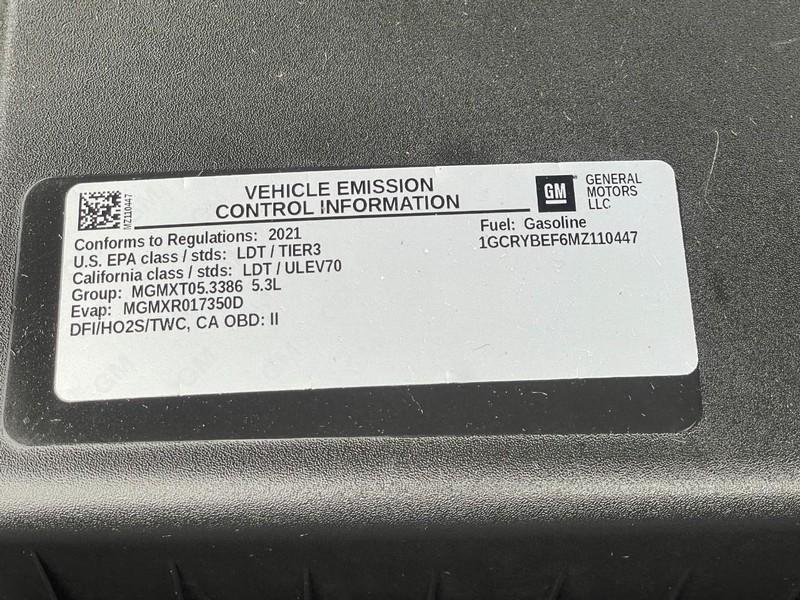 VEHICLE EMISSION
CONTROL INFORMATION
GM
GENERAL
MOTORS
LLC
MZ110447
Conforms to Regulations: 2021
U.S. EPA class / stds: LDT / TIER3
California class / stds: LDT / ULEV70
Group: MGMXT05.3386 5.3L
Evap: MGMXR017350D
DFI/HO2S/TWC, CA OBD: II
Fuel: Gasoline
1GCRYBEF6MZ110447